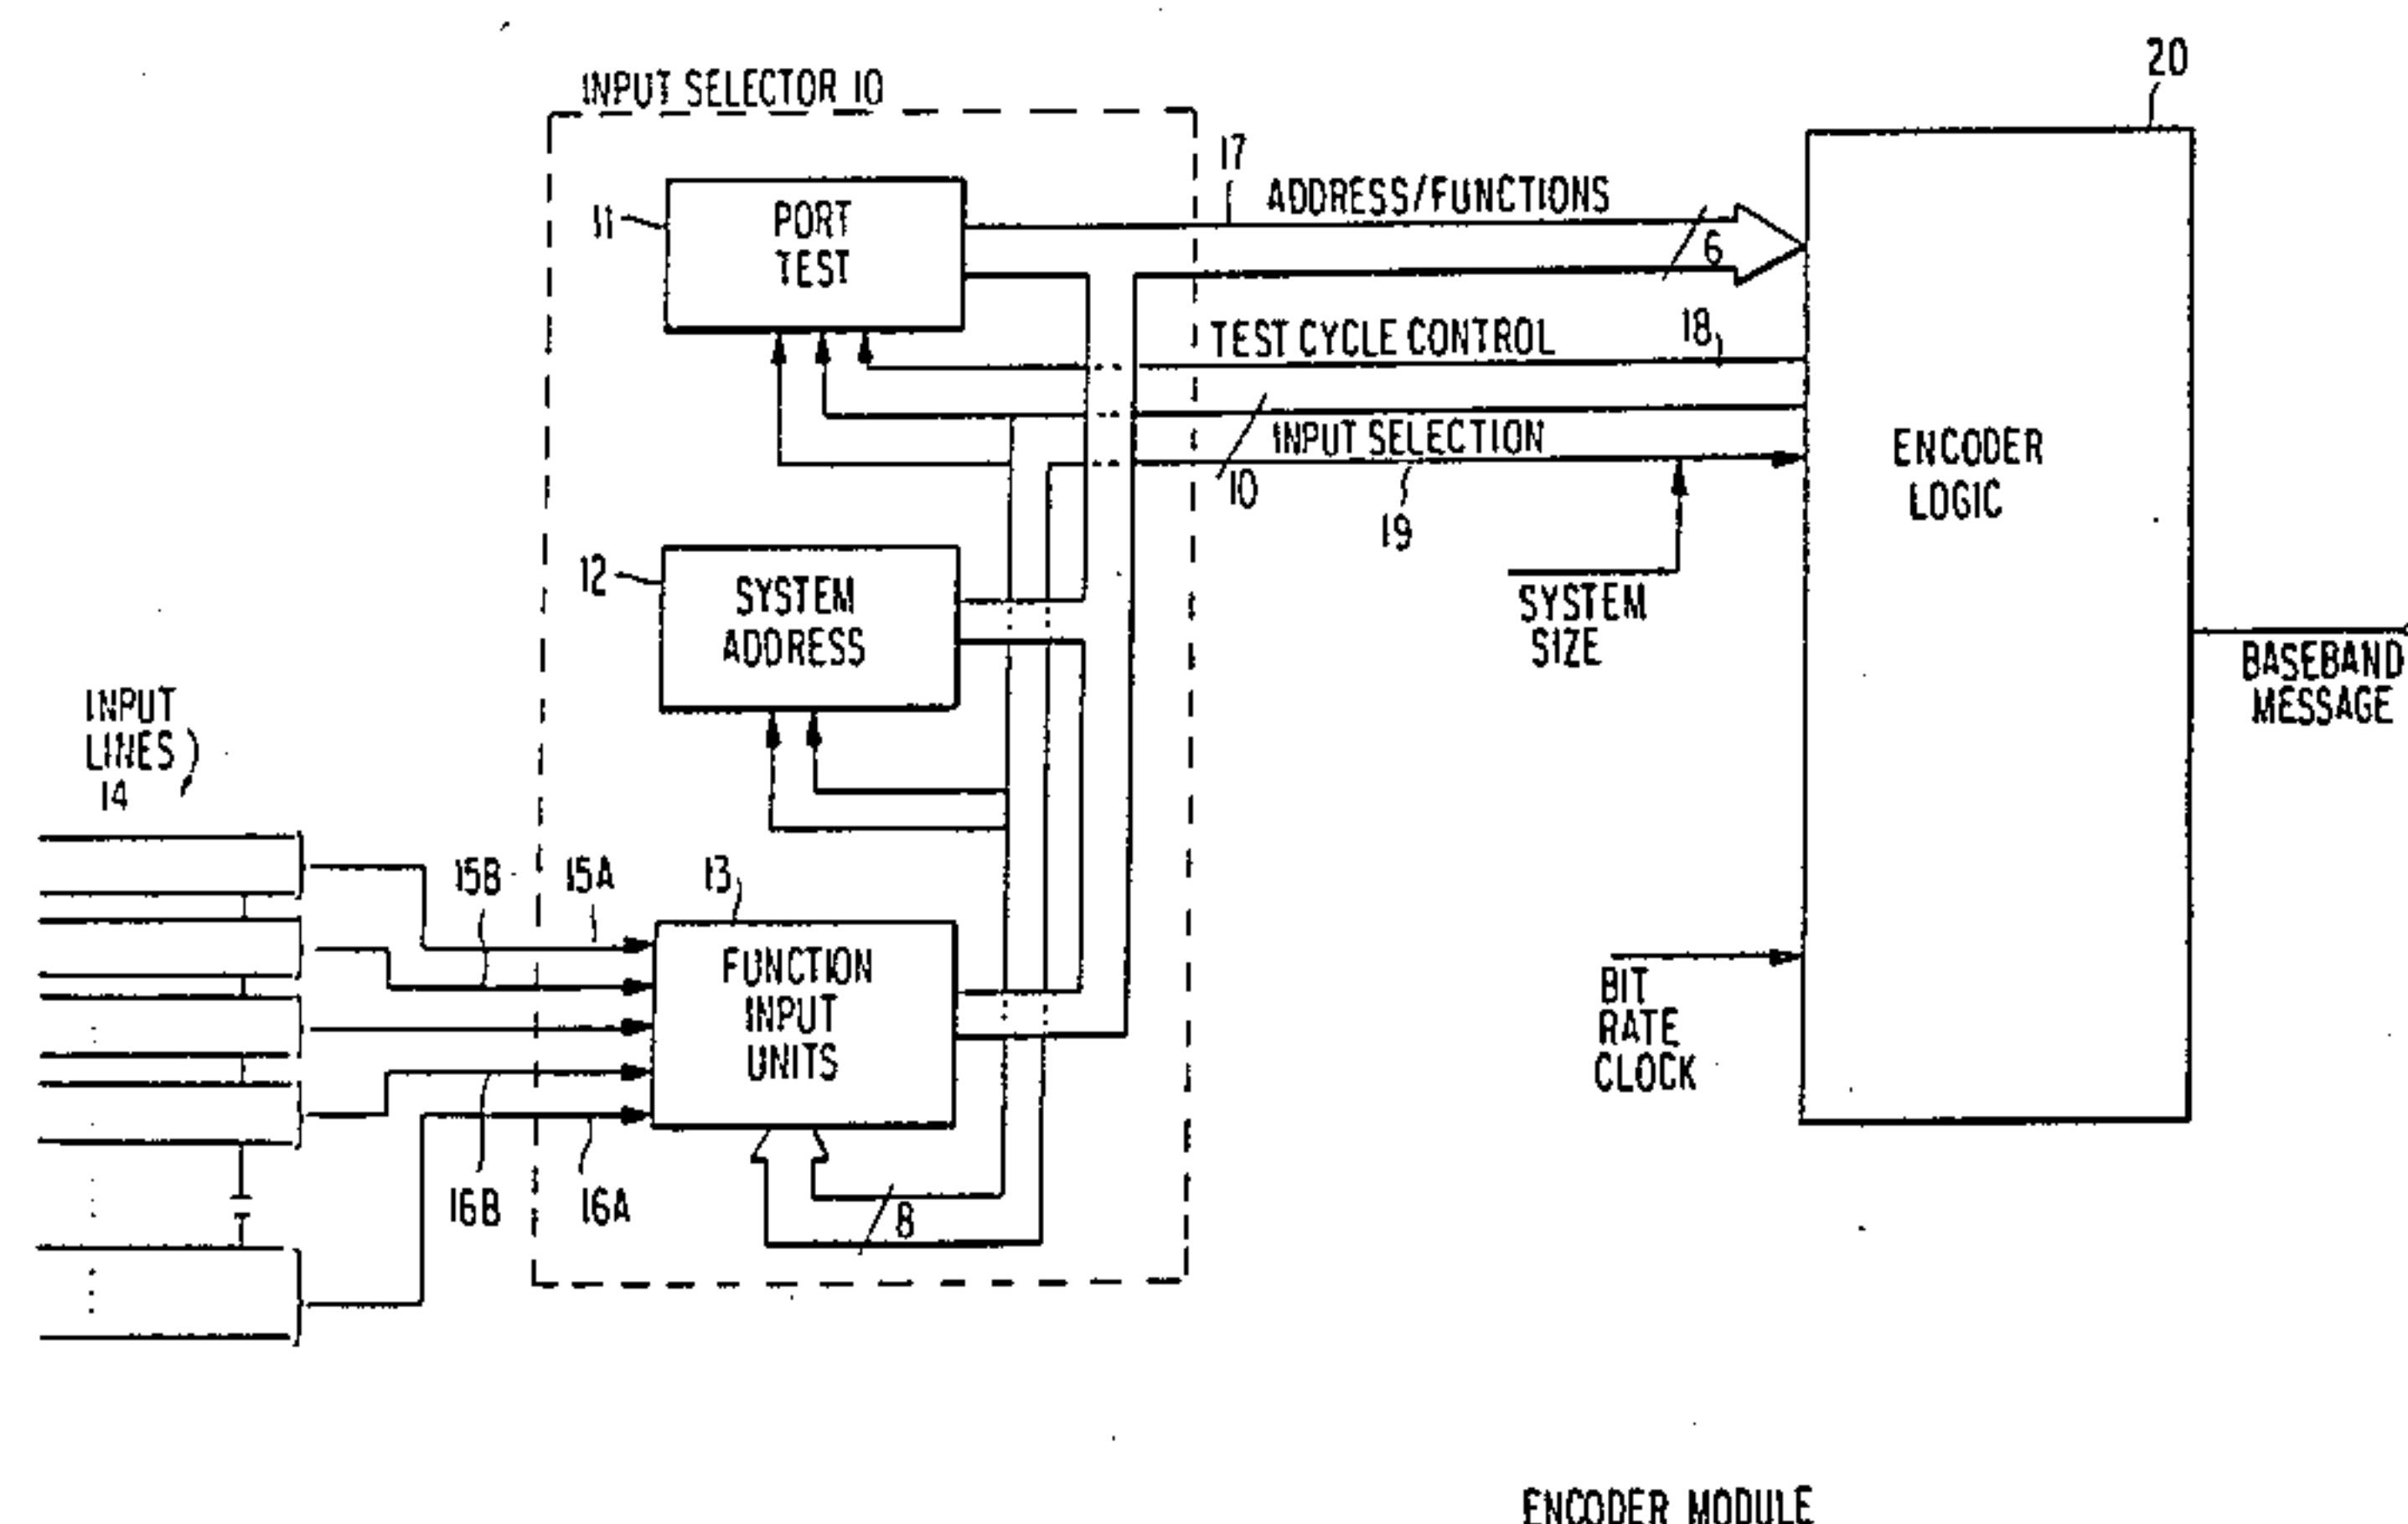 20
INPUT SELECTOR 10
17
ADDRESS/FUNCTIONS
11
PORT
TEST
6
18
TEST CYCLE CONTROL
INPUT SELECTION
10
19
ENCODER
LOGIC
12
SYSTEM
ADDRESS
SYSTEM
SIZE
BASEBAND
MESSAGE
INPUT
LINES
14
15B
15A
13
FUNCTION
INPUT
UNITS
BIT
RATE
CLOCK
16B
16A
8
ENCODER MODULE